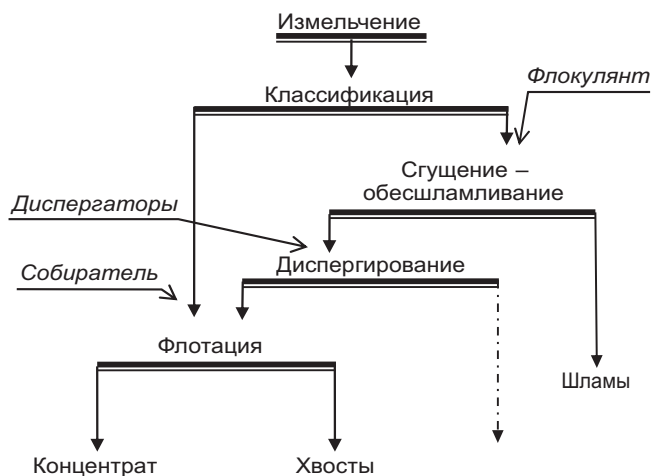 Измельчение
Флокулянт
Классификация
Сгущение –
обесшламливание
Диспергаторы
Диспергирование
Собиратель
Флотация
Шламы
Концентрат
Хвосты